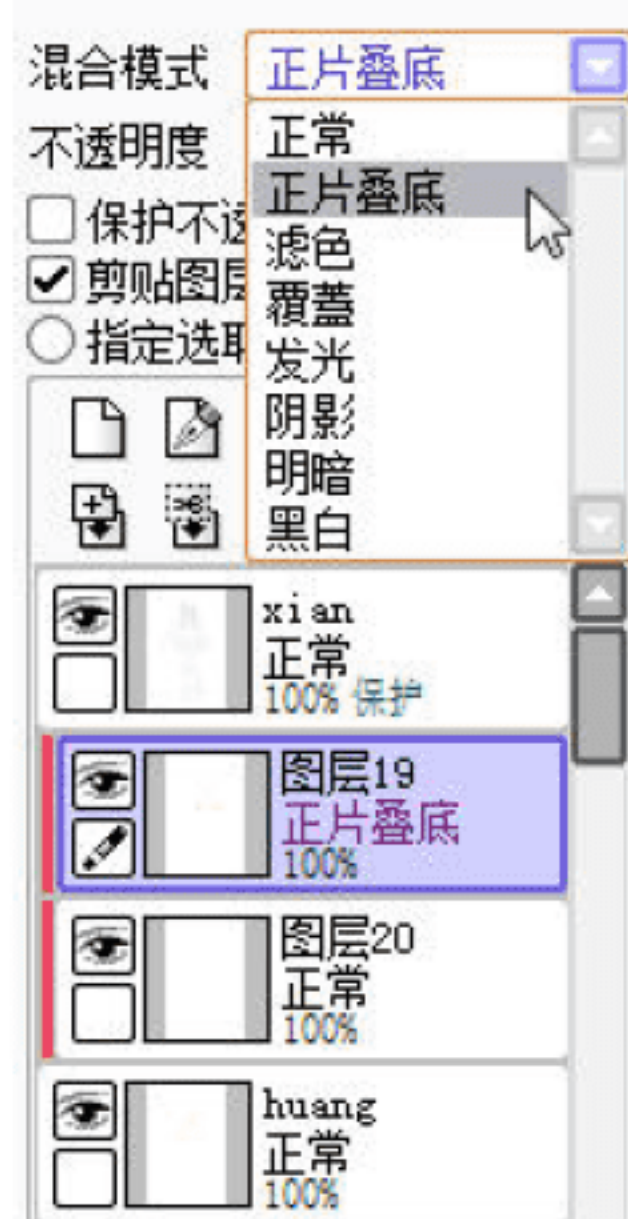 混合模式 正片叠底
不透明度
正常
正片叠底
保护不透
滤色
剪贴图层
覆蓋
指定选取
发光
阴影
明暗
黑白
xian
正常
100% 保护
图层19
正片叠底
100%
图层20
正常
100%
huang
正常
100%